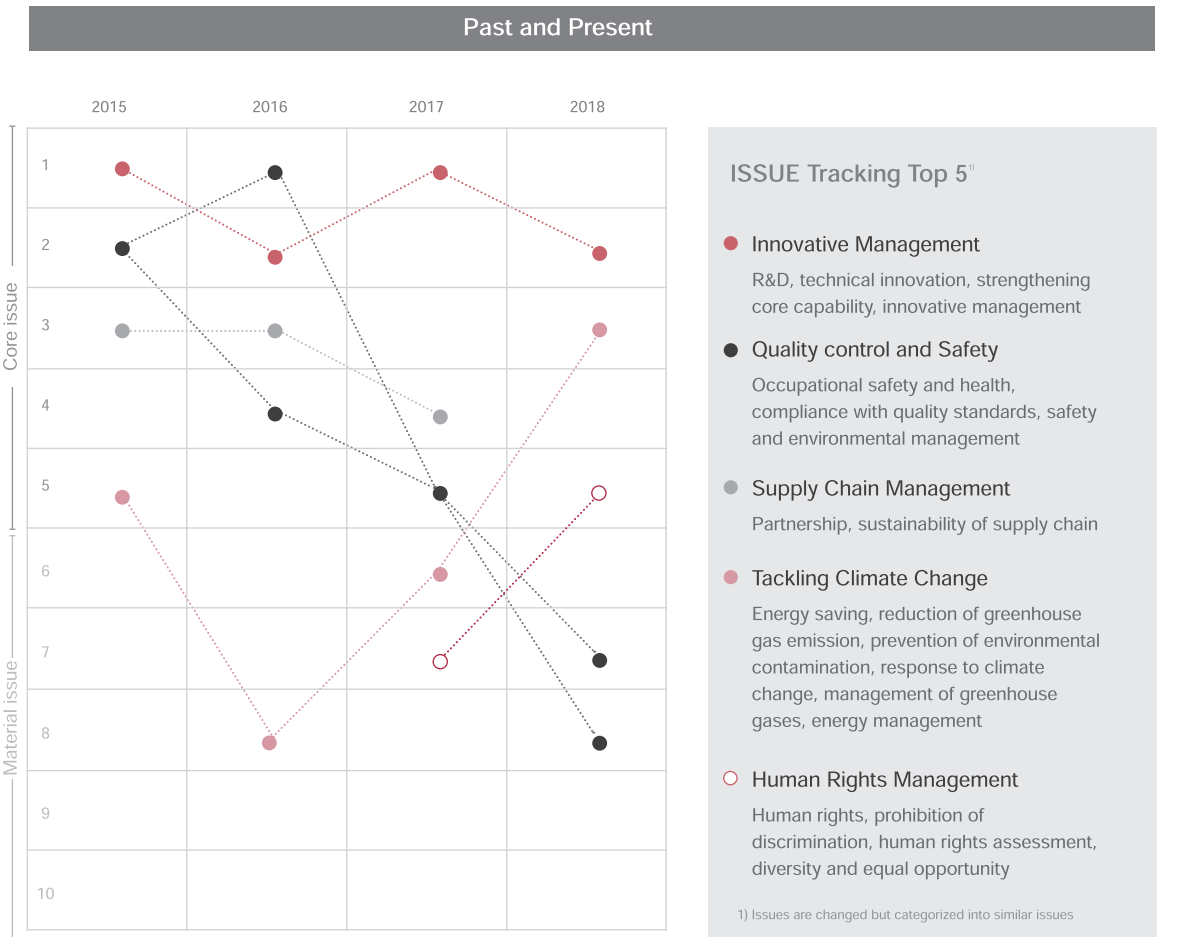 Past and Present
2015
2016
2017
2018
Core issue
Material issue
1
2
3
4
5
6
7
8
9
10
ISSUE Tracking Top 5 1)
Innovative Management
R&D, technical innovation, strengthening
core capability, innovative management
Quality control and Safety
Occupational safety and health,
compliance with quality standards, safety
and environmental management
Supply Chain Management
Partnership, sustainability of supply chain
Tackling Climate Change
Energy saving, reduction of greenhouse
gas emission, prevention of environmental
contamination, response to climate
change, management of greenhouse
gases, energy management
Human Rights Management
Human rights, prohibition of
discrimination, human rights assessment,
diversity and equal opportunity
1) Issues are changed but categorized into similar issues